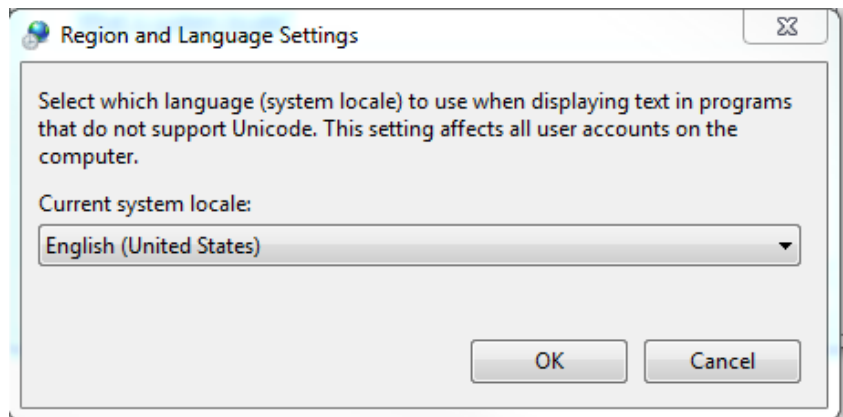 Region and Language Settings
Select which language (system locale) to use when displaying text in programs
that do not support Unicode. This setting affects all user accounts on the
computer.
Current system locale:
English (United States)
OK
Cancel